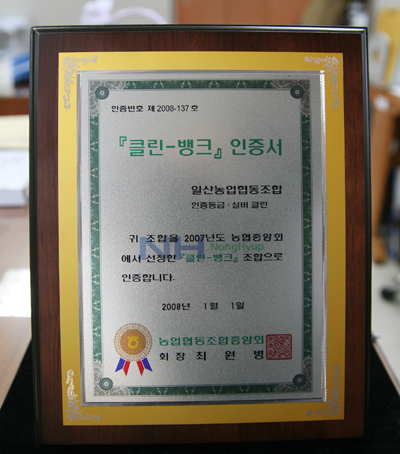 인증번호 제 2008-137 호
『클린-뱅크』 인증서
일산농업협동조합
인증등급 : 실버 클린
귀 조합을 2007년도 농협중앙회
NH NongHyup
에서 선정한 『클린-뱅크』 조합으로
인증합니다.
2008년 1월 1일
농업협동조합중앙회
회장 최원병